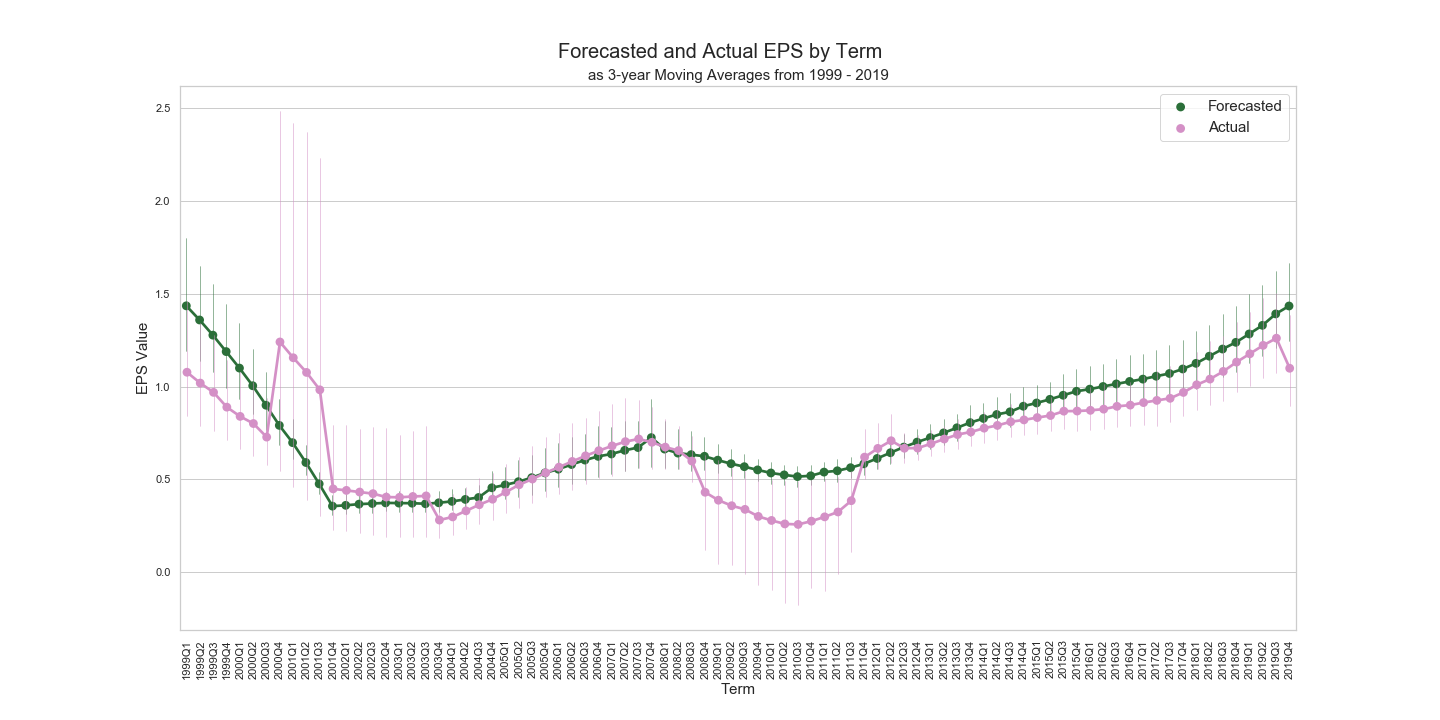 Forecasted and Actual EPS by Term
as 3-year Moving Averages from 1999 - 2019
Forecasted
Actual
EPS Value
2.5
2.0
1.5
1.0
0.5
0.0
1999Q1
1999Q2
1999Q3
1999Q4
2000Q1
2000Q2
2000Q3
2000Q4
2001Q1
2001Q2
2001Q3
2001Q4
2002Q1
2002Q2
2002Q3
2002Q4
2003Q1
2003Q2
2003Q3
2003Q4
2004Q1
2004Q2
2004Q3
2004Q4
2005Q1
2005Q2
2005Q3
2005Q4
2006Q1
2006Q2
2006Q3
2006Q4
2007Q1
2007Q2
2007Q3
2007Q4
2008Q1
2008Q2
2008Q3
2008Q4
2009Q1
2009Q2
2009Q3
2009Q4
2010Q1
2010Q2
2010Q3
2010Q4
2011Q1
2011Q2
2011Q3
2011Q4
2012Q1
2012Q2
2012Q3
2012Q4
2013Q1
2013Q2
2013Q3
2013Q4
2014Q1
2014Q2
2014Q3
2014Q4
2015Q1
2015Q2
2015Q3
2015Q4
2016Q1
2016Q2
2016Q3
2016Q4
2017Q1
2017Q2
2017Q3
2017Q4
2018Q1
2018Q2
2018Q3
2018Q4
2019Q1
2019Q2
2019Q3
2019Q4
Term